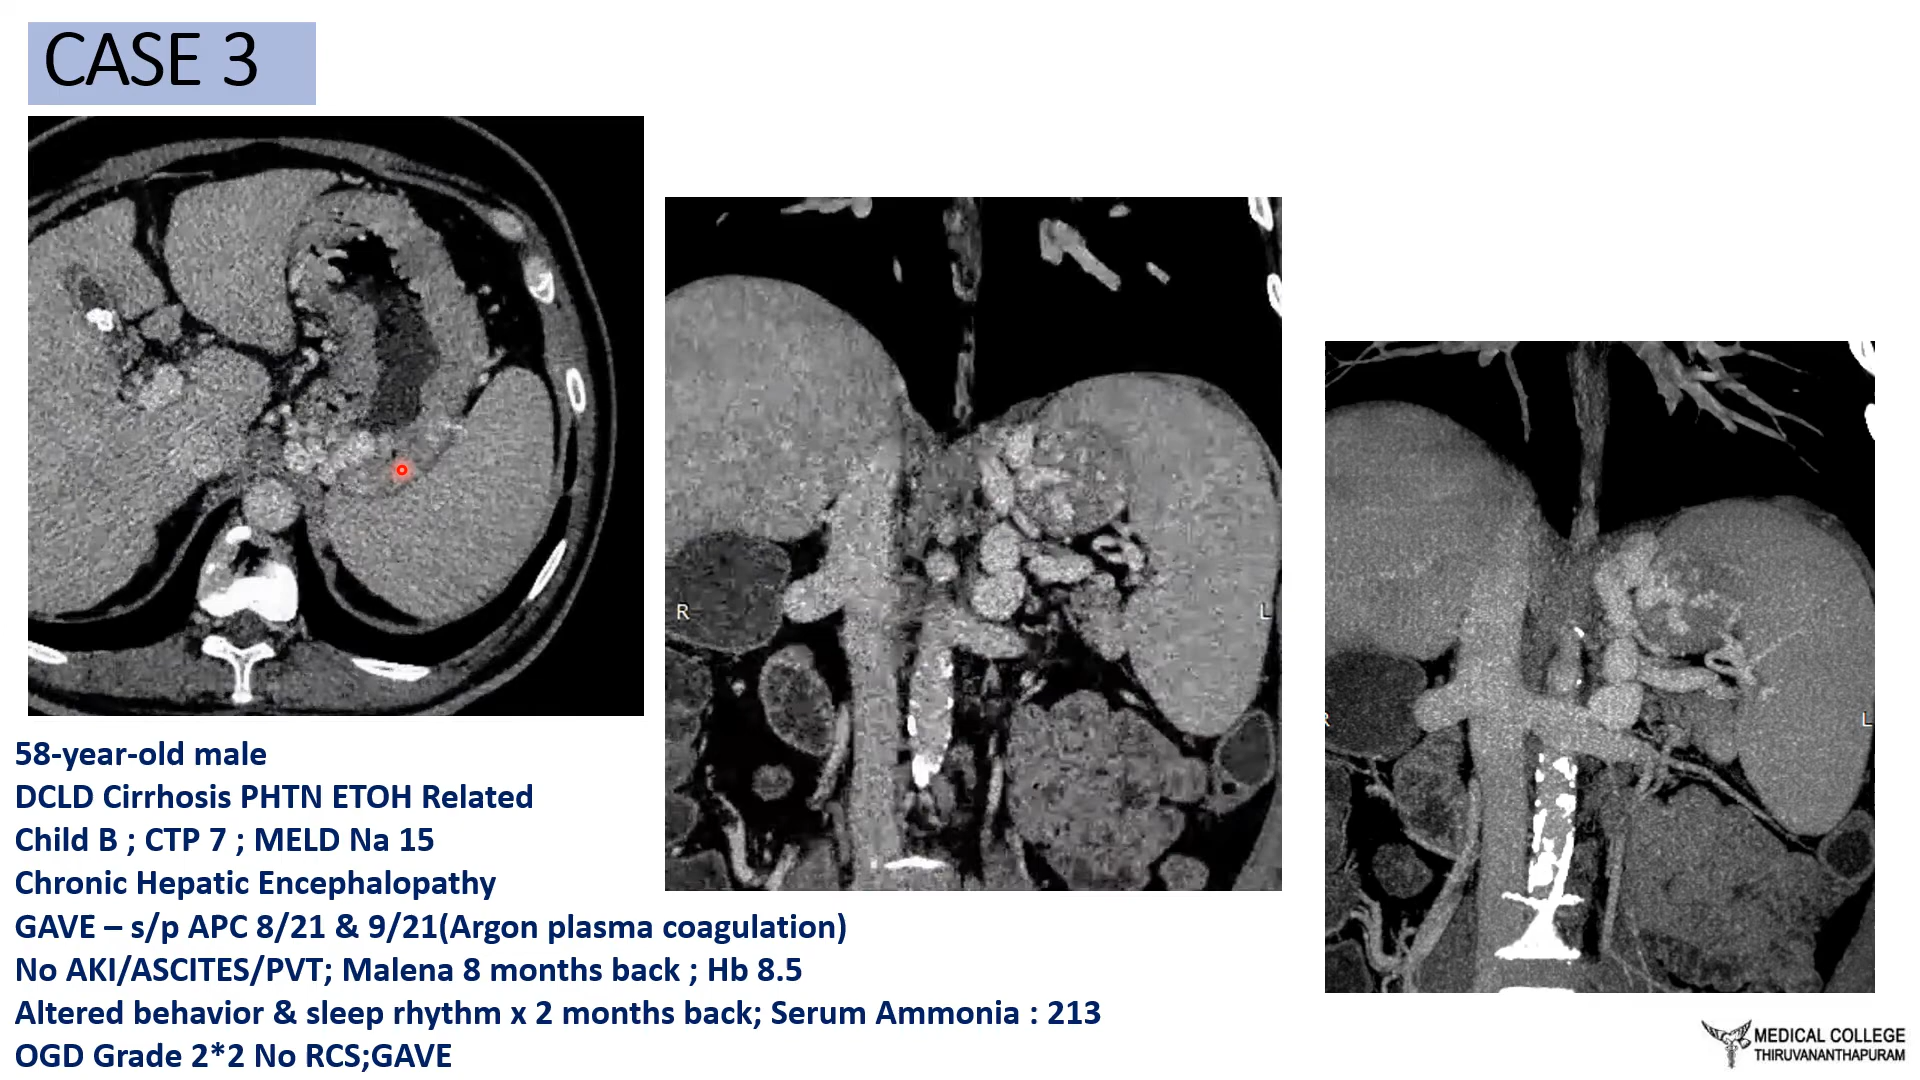 CASE 3
R
L
R
L
58-year-old male
DCLD Cirrhosis PHTN ETOH Related
Child B ; CTP 7 ; MELD Na 15
Chronic Hepatic Encephalopathy
GAVE – s/p APC 8/21 & 9/21(Argon plasma coagulation)
No AKI/ASCITES/PVT; Malena 8 months back ; Hb 8.5
Altered behavior & sleep rhythm x 2 months back; Serum Ammonia : 213
OGD Grade 2*2 No RCS;GAVE
MEDICAL COLLEGE
THIRUVANANTHAPURAM